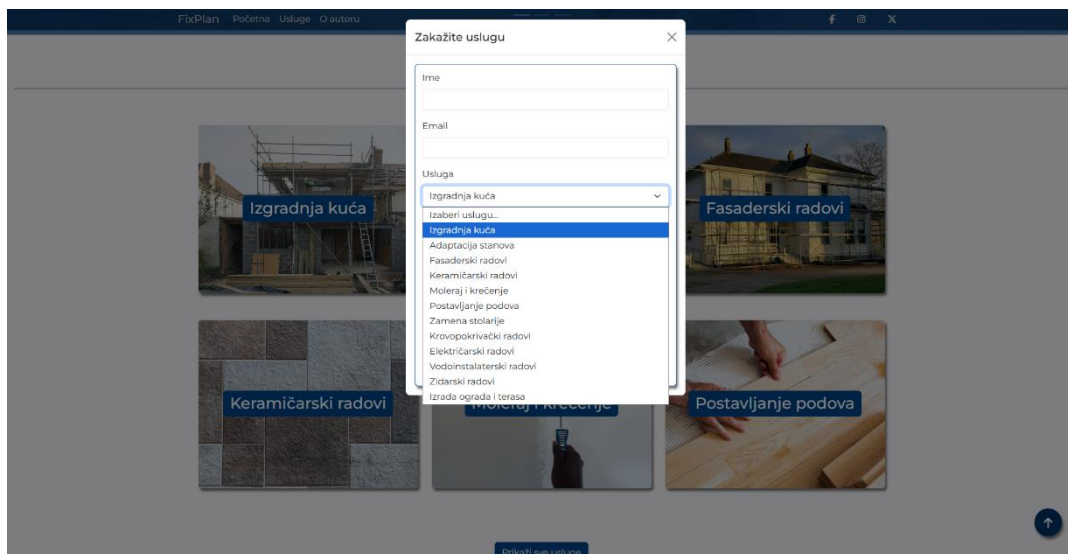 FixPlan Početna Usluge O autoru
Zakažite uslugu
Ime
Email
Usluga
Izgradnja kuća
Izaberi uslugu...
Izgradnja kuća
Adaptacija stanova
Fasaderski radovi
Keramičarski radovi
Moleraj i krečenje
Postavljanje podova
Zamena stolarije
Krovopokrivački radovi
Električarski radovi
Vodoinstalaterski radovi
Zidarski radovi
Izrada ograda i terasa
Izgradnja kuća
Fasaderski radovi
Keramičarski radovi
Moleraj i krečenje
Postavljanje podova
Prikaži sve usluge